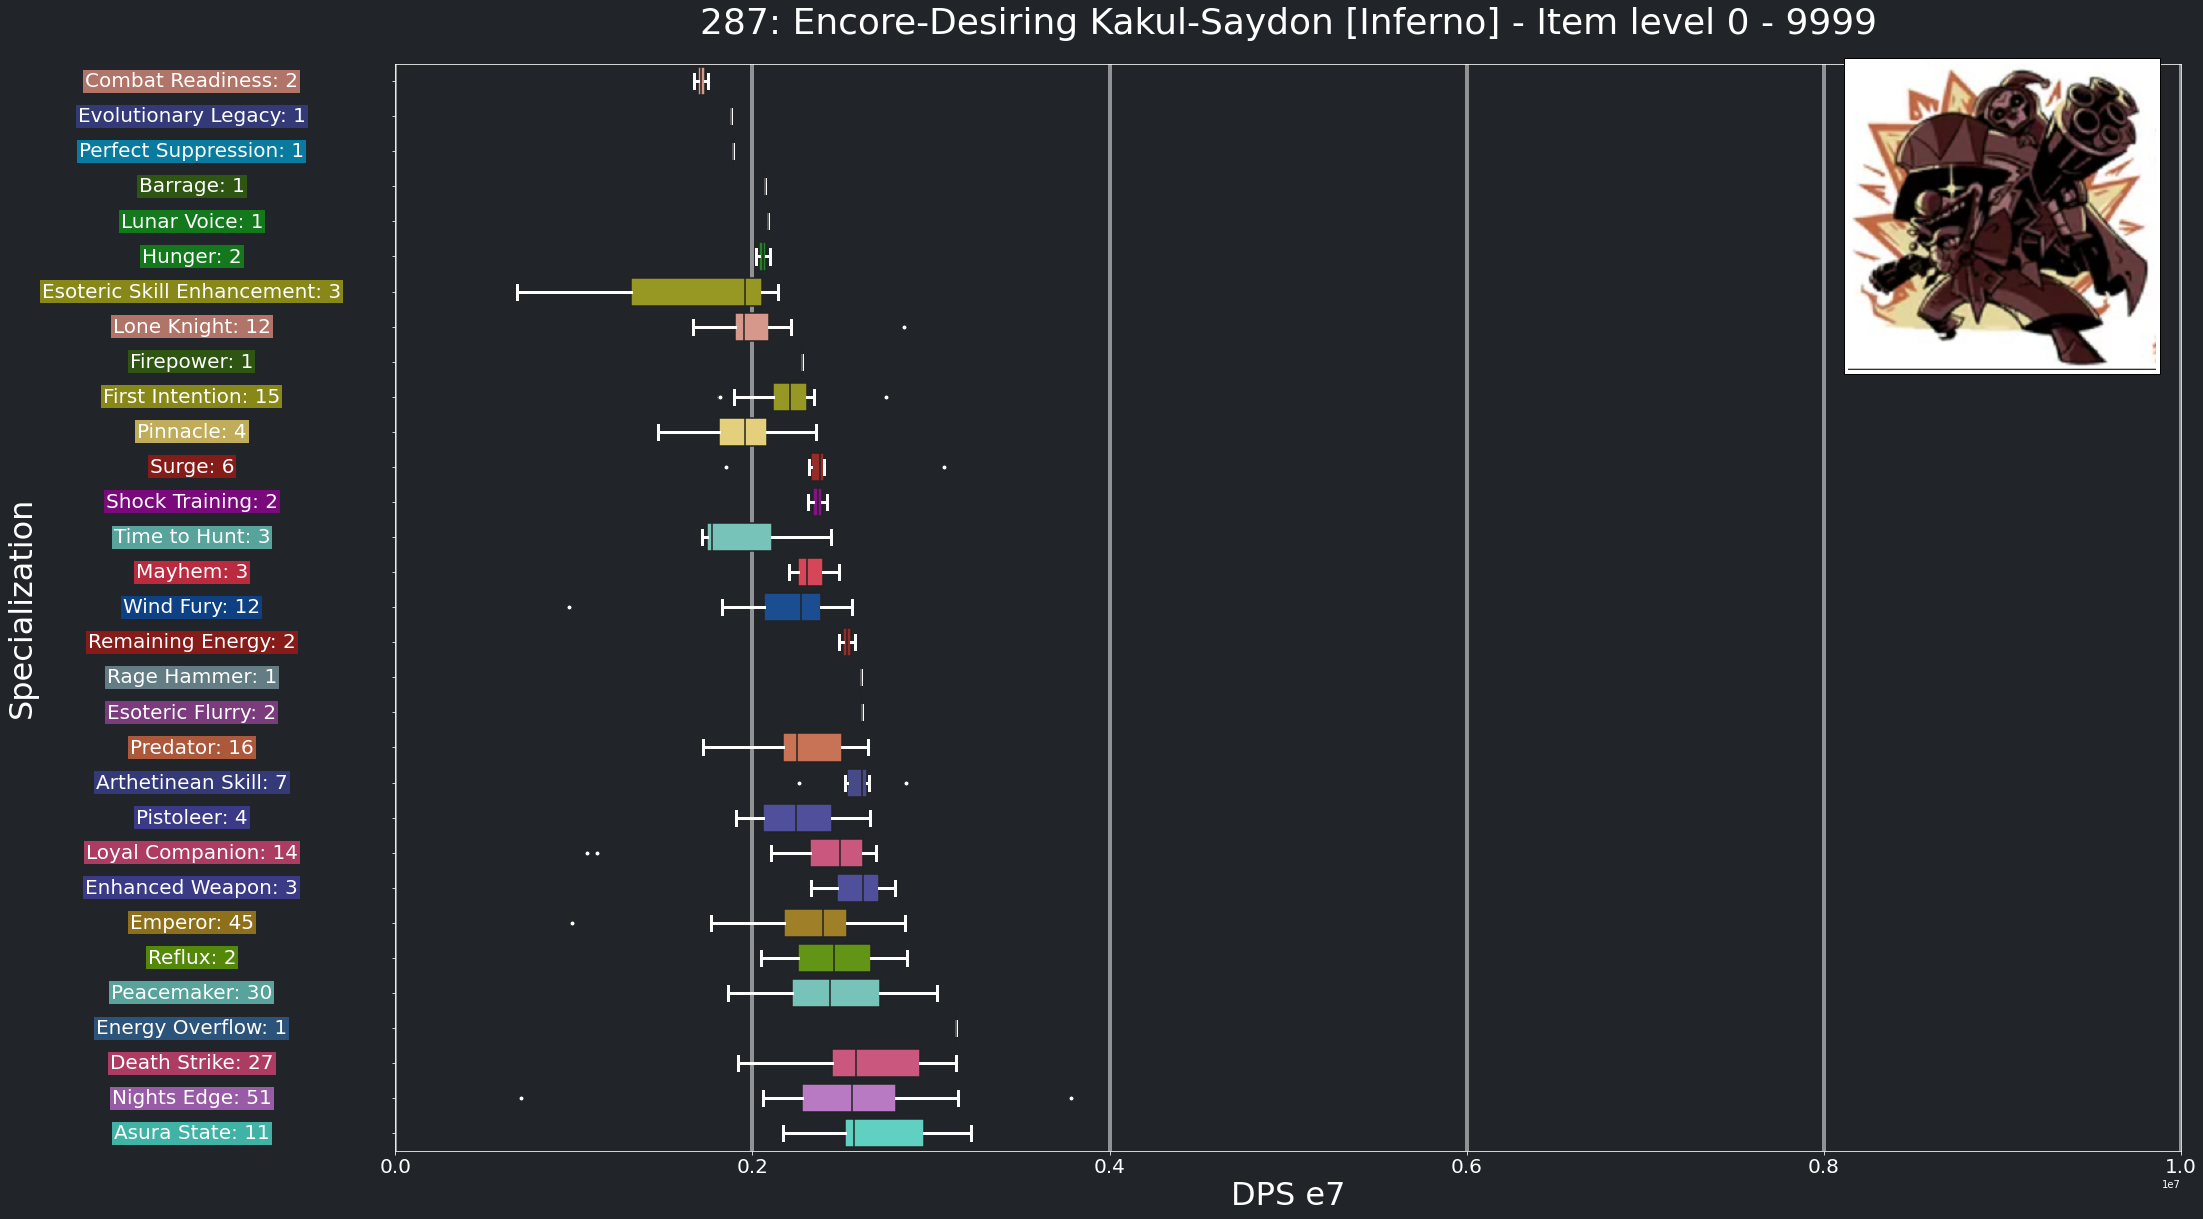 287: Encore-Desiring Kakul-Saydon [Inferno] - Item level 0 - 9999
Specialization
Combat Readiness: 2
Evolutionary Legacy: 1
Perfect Suppression: 1
Barrage: 1
Lunar Voice: 1
Hunger: 2
Esoteric Skill Enhancement: 3
Lone Knight: 12
Firepower: 1
First Intention: 15
Pinnacle: 4
Surge: 6
Shock Training: 2
Time to Hunt: 3
Mayhem: 3
Wind Fury: 12
Remaining Energy: 2
Rage Hammer: 1
Esoteric Flurry: 2
Predator: 16
Arthetinean Skill: 7
Pistoleer: 4
Loyal Companion: 14
Enhanced Weapon: 3
Emperor: 45
Reflux: 2
Peacemaker: 30
Energy Overflow: 1
Death Strike: 27
Nights Edge: 51
Asura State: 11
0.0 0.2 0.4 0.6 0.8 1.0
1e7
DPS e7